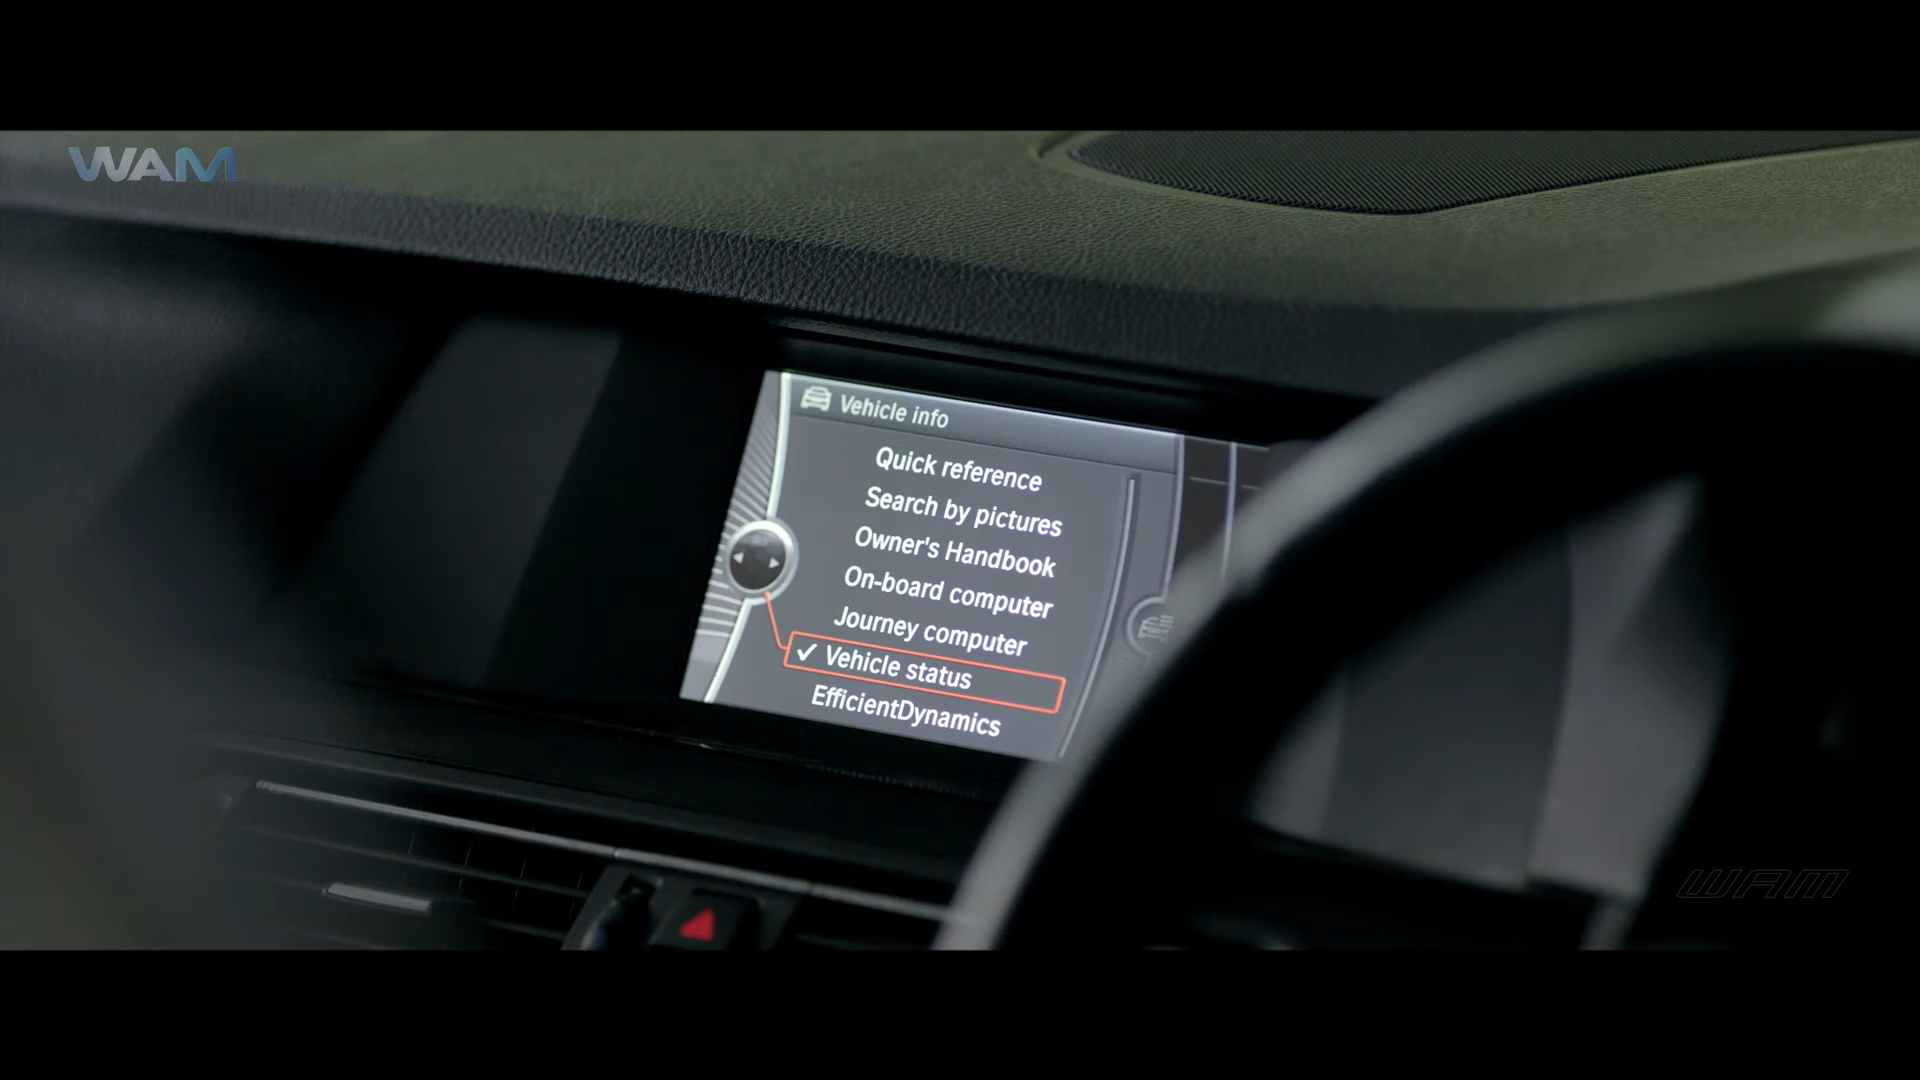 WAM
Vehicle info
Quick reference
Search by pictures
Owner's Handbook
On-board computer
Journey computer
✓ Vehicle status
EfficientDynamics
WAM